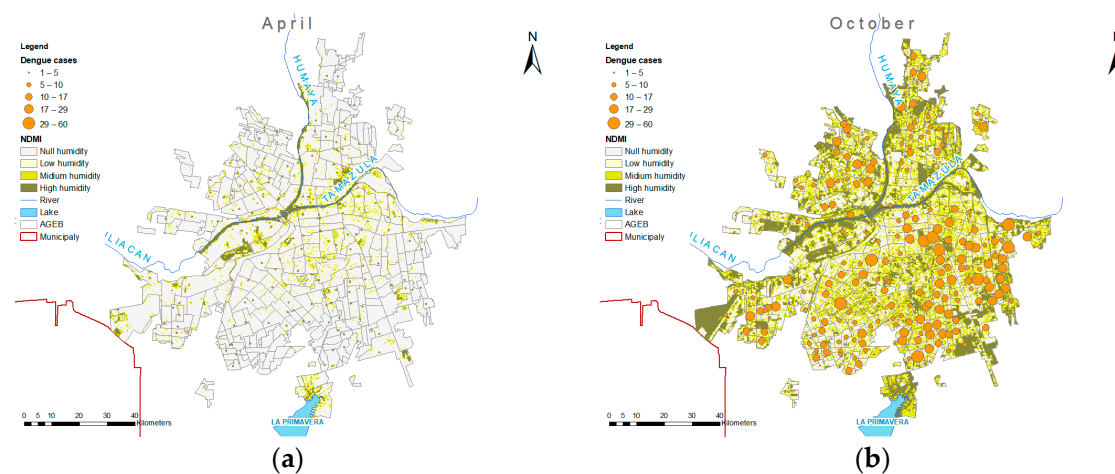 April
N
Legend
Dengue cases
1 – 5
5 – 10
10 – 17
17 – 29
29 – 60
NDMI
Null humidity
Low humidity
Midium humidity
High humidity
River
Lake
AGEB
Municipaly
HUMAYA
TAMAZULA
ILIACAN
LA PRIMAVERA
0 5 10 20 30 40
Kilometers
(a)
October
N
Legend
Dengue cases
1 – 5
5 – 10
10 – 17
17 – 29
29 – 60
NDMI
Null humidity
Low humidity
Midium humidity
High humidity
River
Lake
AGEB
Municipaly
HUMAYA
TAMAZULA
ILIACAN
LA PRIMAVERA
0 5 10 20 30 40
Kilometers
(b)